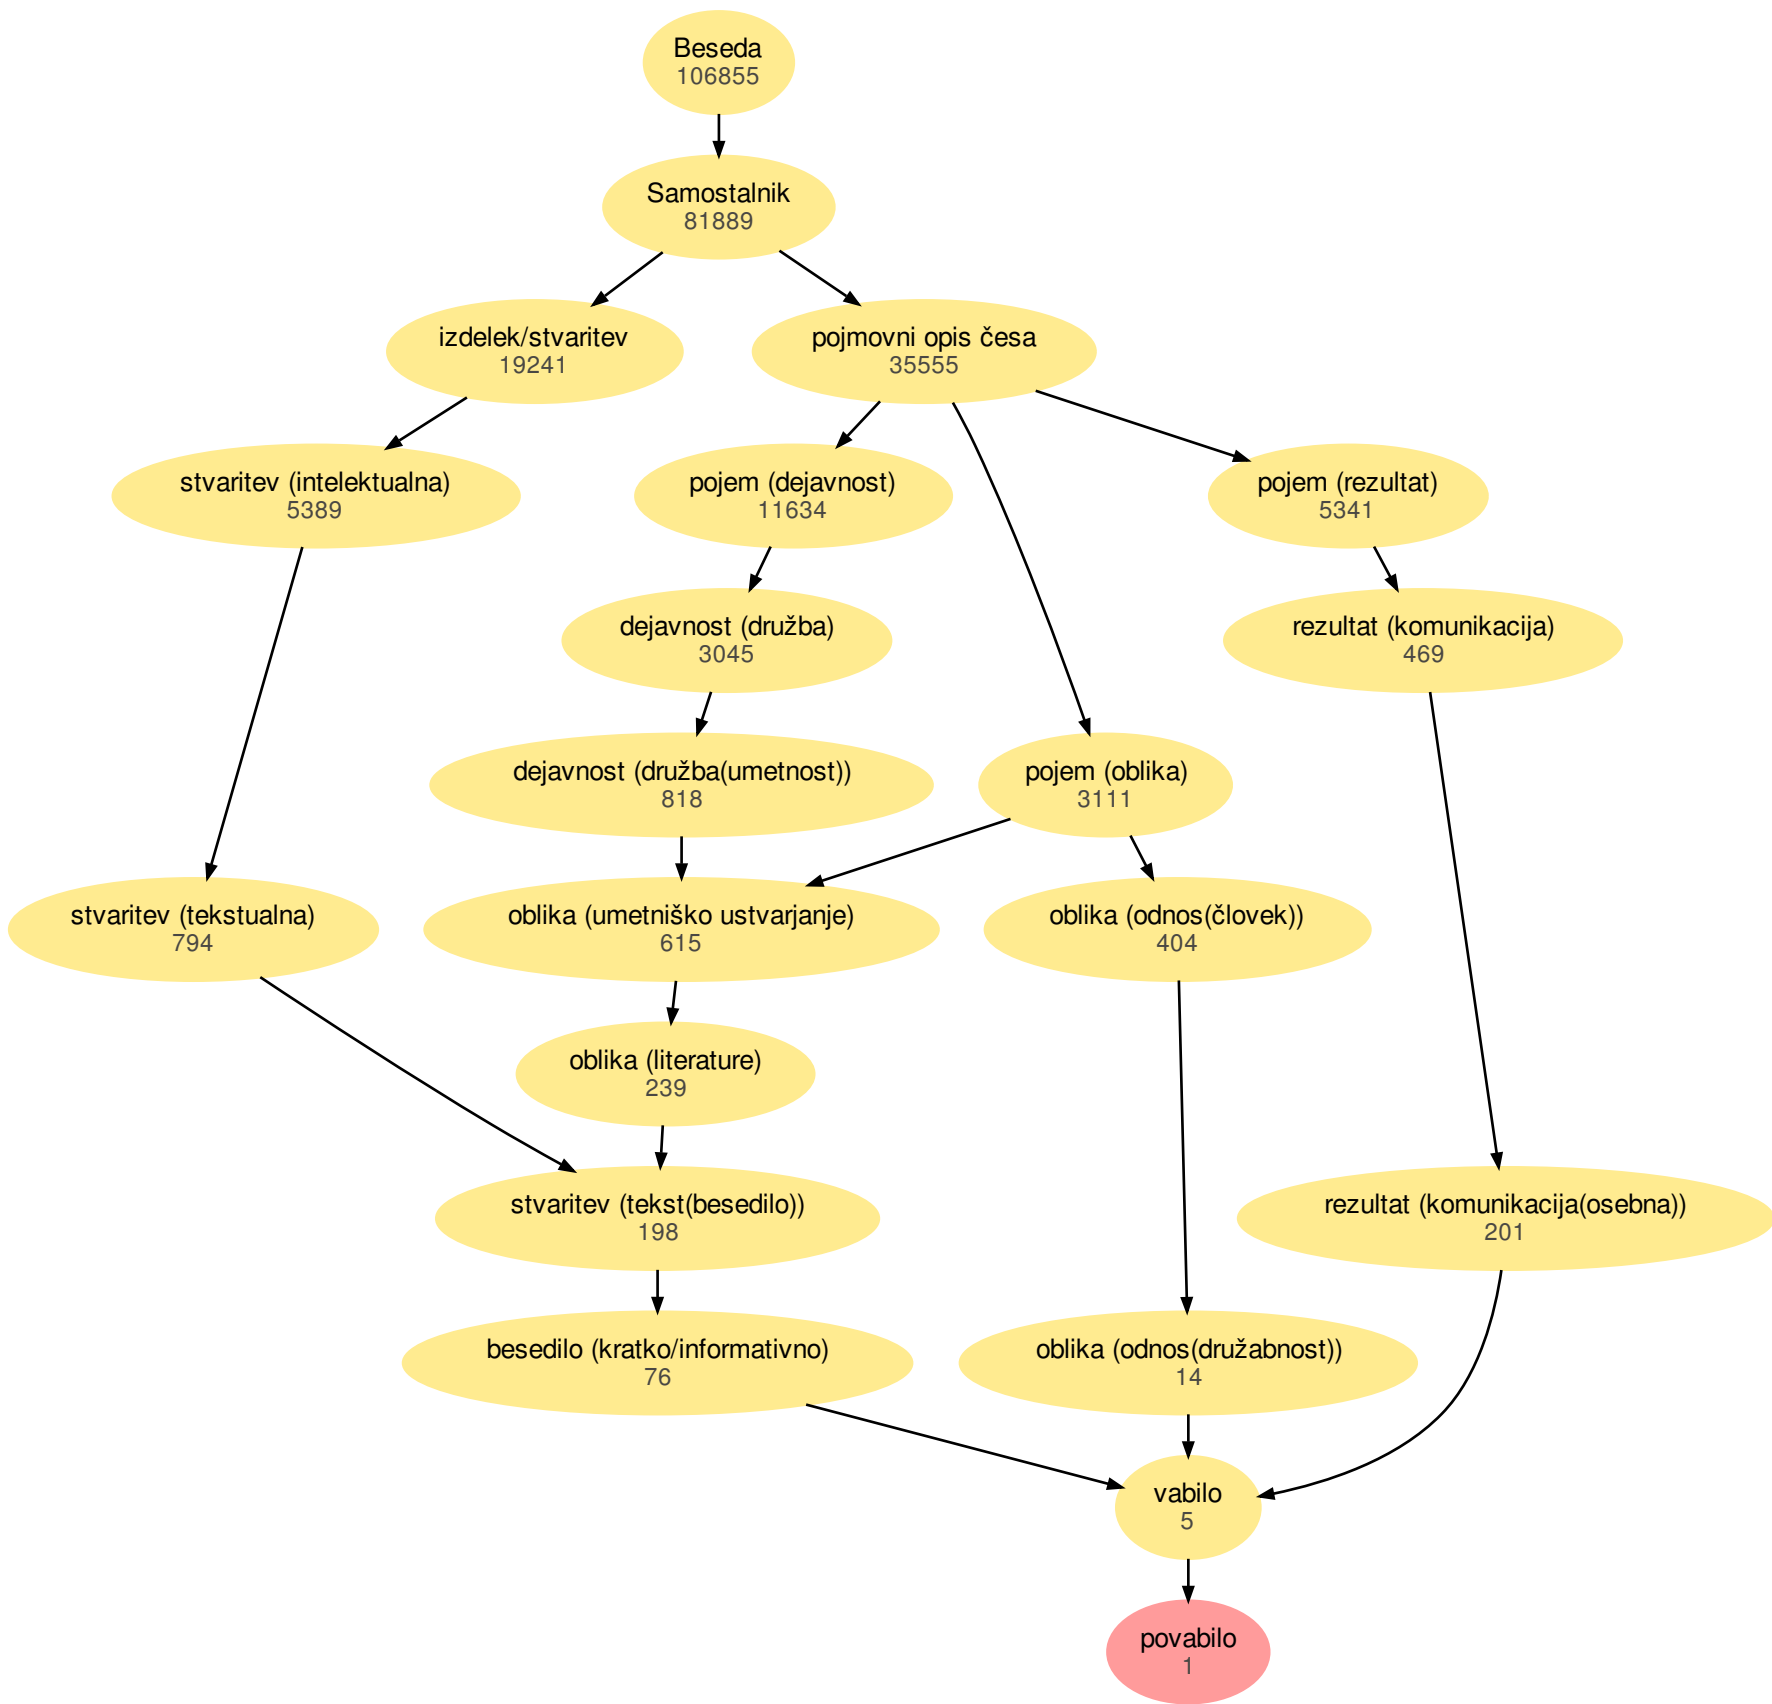 Beseda
106855
Samostalnik
81889
izdelek/stvaritev
19241
pojmovni opis česa
35555
stvaritev (intelektualna)
5389
pojem (dejavnost)
11634
pojem (rezultat)
5341
dejavnost (družba)
3045
rezultat (komunikacija)
469
dejavnost (družba(umetnost))
818
pojem (oblika)
3111
stvaritev (tekstualna)
794
oblika (umetniško ustvarjanje)
615
oblika (odnos(človek))
404
oblika (literature)
239
stvaritev (tekst(besedilo))
198
rezultat (komunikacija(osebna))
201
besedilo (kratko/informativno)
76
oblika (odnos(družabnost))
14
vabilo
5
povabilo
1